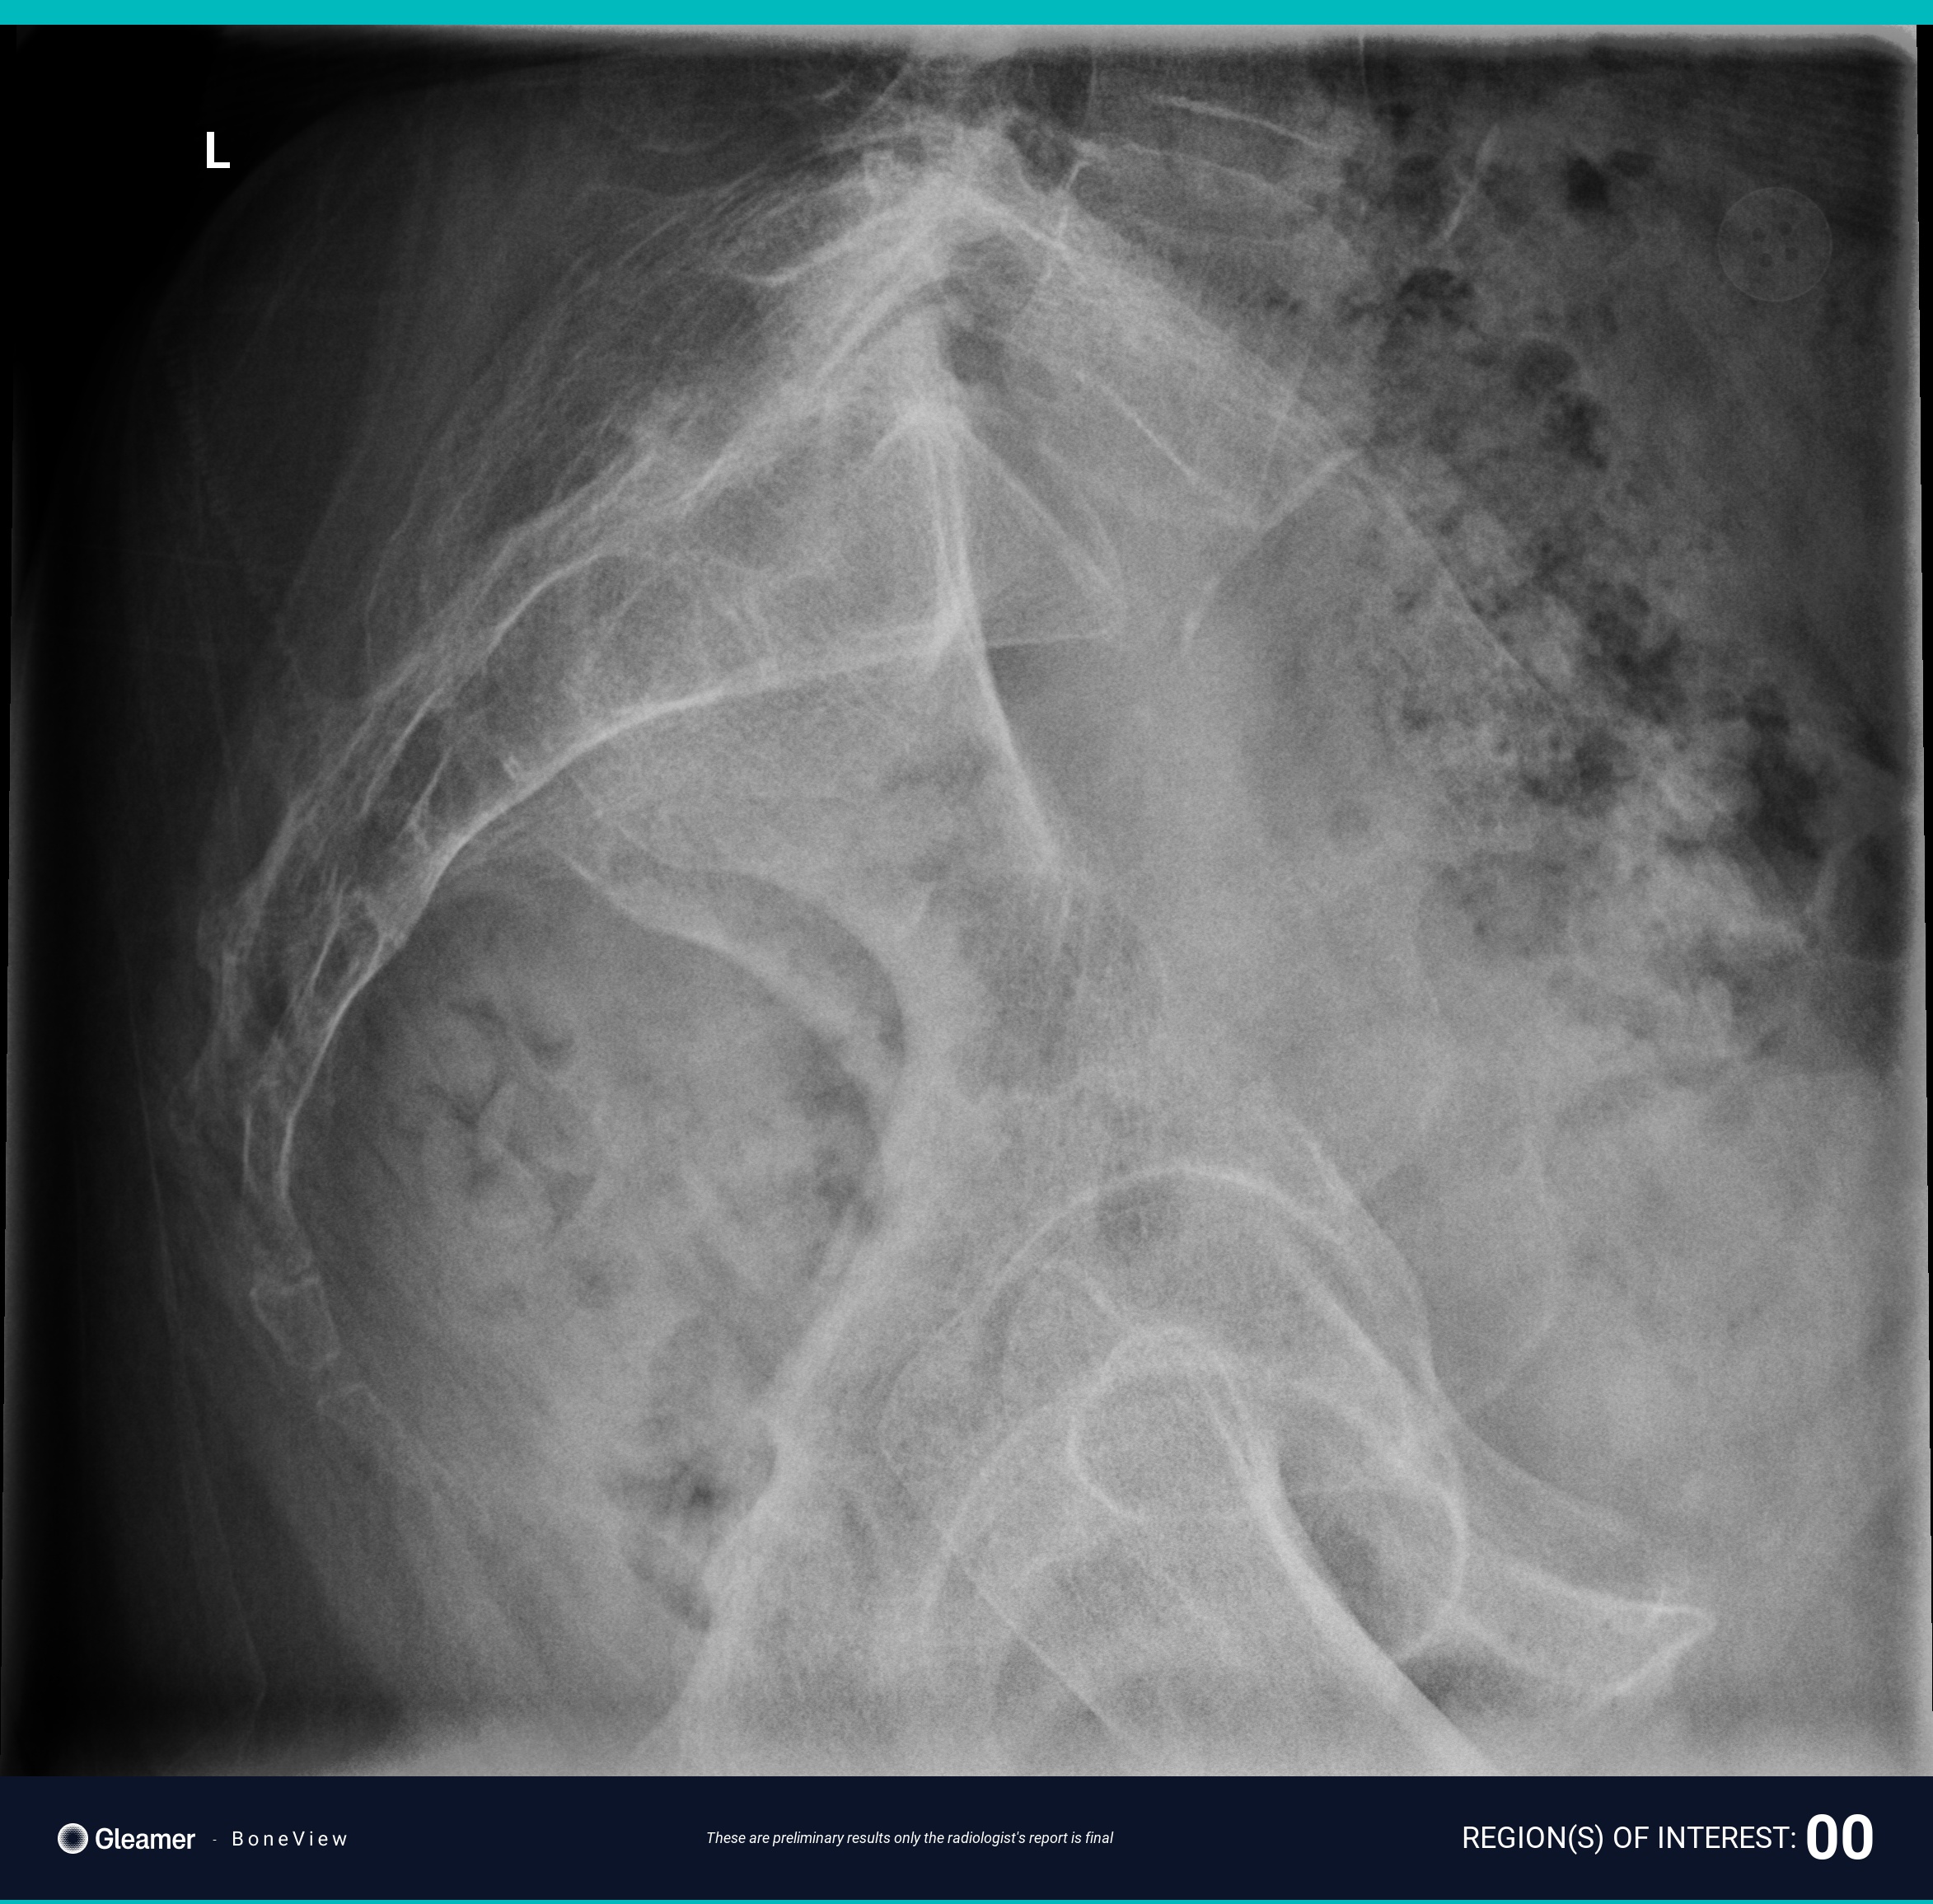 L
Gleamer - BoneView
These are preliminary results only the radiologist's report is final
REGION(S) OF INTEREST: 00